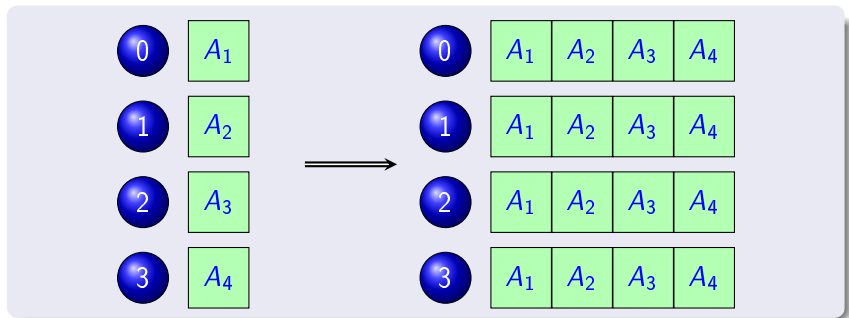 0 A₁ 0 A₁ A₂ A₃ A₄
1 A₂ 1 A₁ A₂ A₃ A₄
2 A₃ 2 A₁ A₂ A₃ A₄
3 A₄ 3 A₁ A₂ A₃ A₄